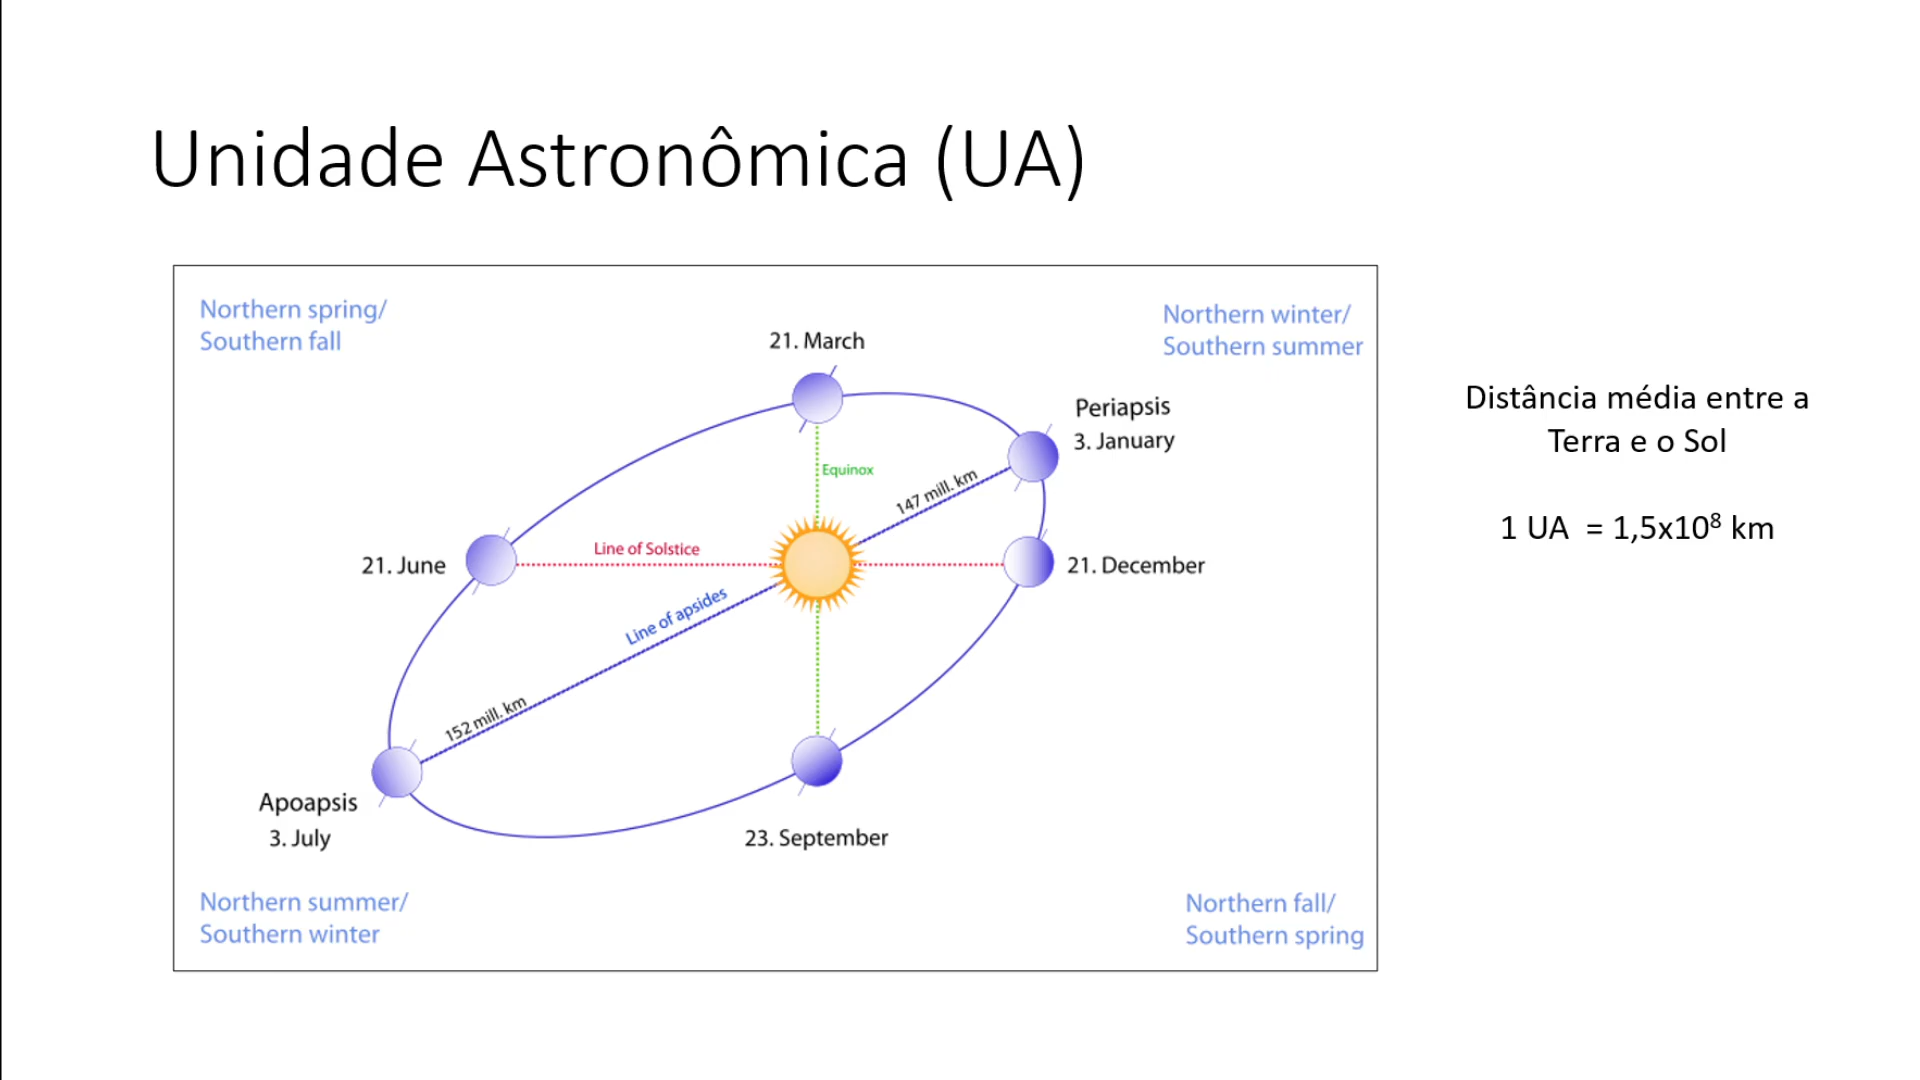 Unidade Astronômica (UA)
Northern spring/
Southern fall
21. March
Northern winter/
Southern summer
Periapsis
3. January
Equinox
147 mill. km
Line of Solstice
21. June
21. December
Line of apsides
152 mill. km
Apoapsis
3. July
23. September
Northern summer/
Southern winter
Northern fall/
Southern spring
Distância média entre a
Terra e o Sol
1 UA = 1,5x10⁸ km